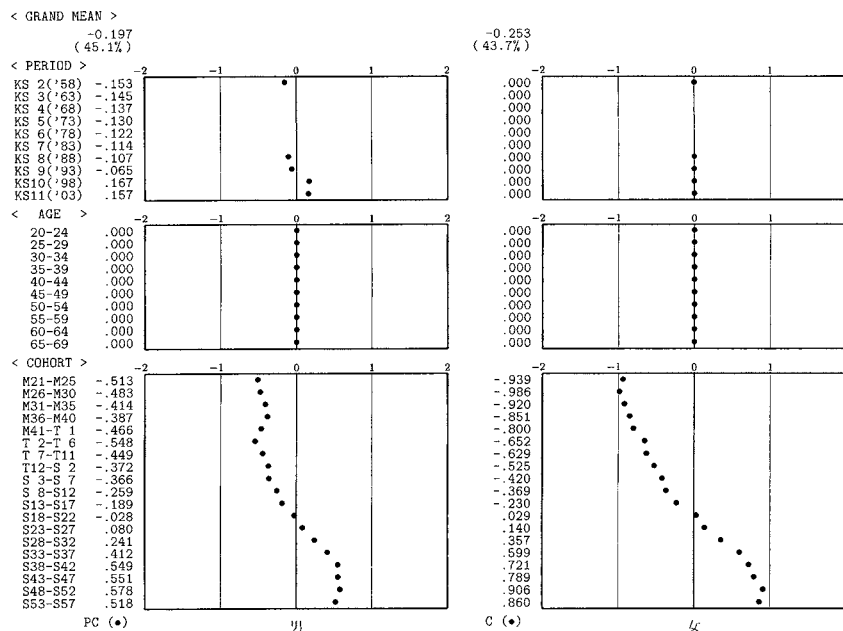 < GRAND MEAN >
-0.197 -0.253
(45.1%) (43.7%)
< PERIOD > -2 -1 0 1 2 -2 -1 0 1 2
KS 2('58) -.153 .000
KS 3('63) -.145 .000
KS 4('68) -.137 .000
KS 5('73) -.130 .000
KS 6('78) -.122 .000
KS 7('83) -.114 .000
KS 8('88) -.107 .000
KS 9('93) -.065 .000
KS10('98) .167 .000
KS11('03) .157 .000
< AGE > -2 -1 0 1 2 -2 -1 0 1 2
20-24 .000 .000
25-29 .000 .000
30-34 .000 .000
35-39 .000 .000
40-44 .000 .000
45-49 .000 .000
50-54 .000 .000
55-59 .000 .000
60-64 .000 .000
65-69 .000 .000
< COHORT > -2 -1 0 1 2 -2 -1 0 1 2
M21-M25 -.513 -.939
M26-M30 -.483 -.986
M31-M35 -.414 -.920
M36-M40 -.387 -.851
M41-T 1 -.466 -.800
T 2-T 6 -.548 -.652
T 7-T11 -.449 -.629
T12-S 2 -.372 -.525
S 3-S 7 -.366 -.420
S 8-S12 -.259 -.369
S13-S17 -.189 -.230
S18-S22 -.028 .029
S23-S27 .080 .140
S28-S32 .241 .357
S33-S37 .412 .599
S38-S42 .549 .721
S43-S47 .551 .789
S48-S52 .578 .906
S53-S57 .518 .860
PC (●) C (●)